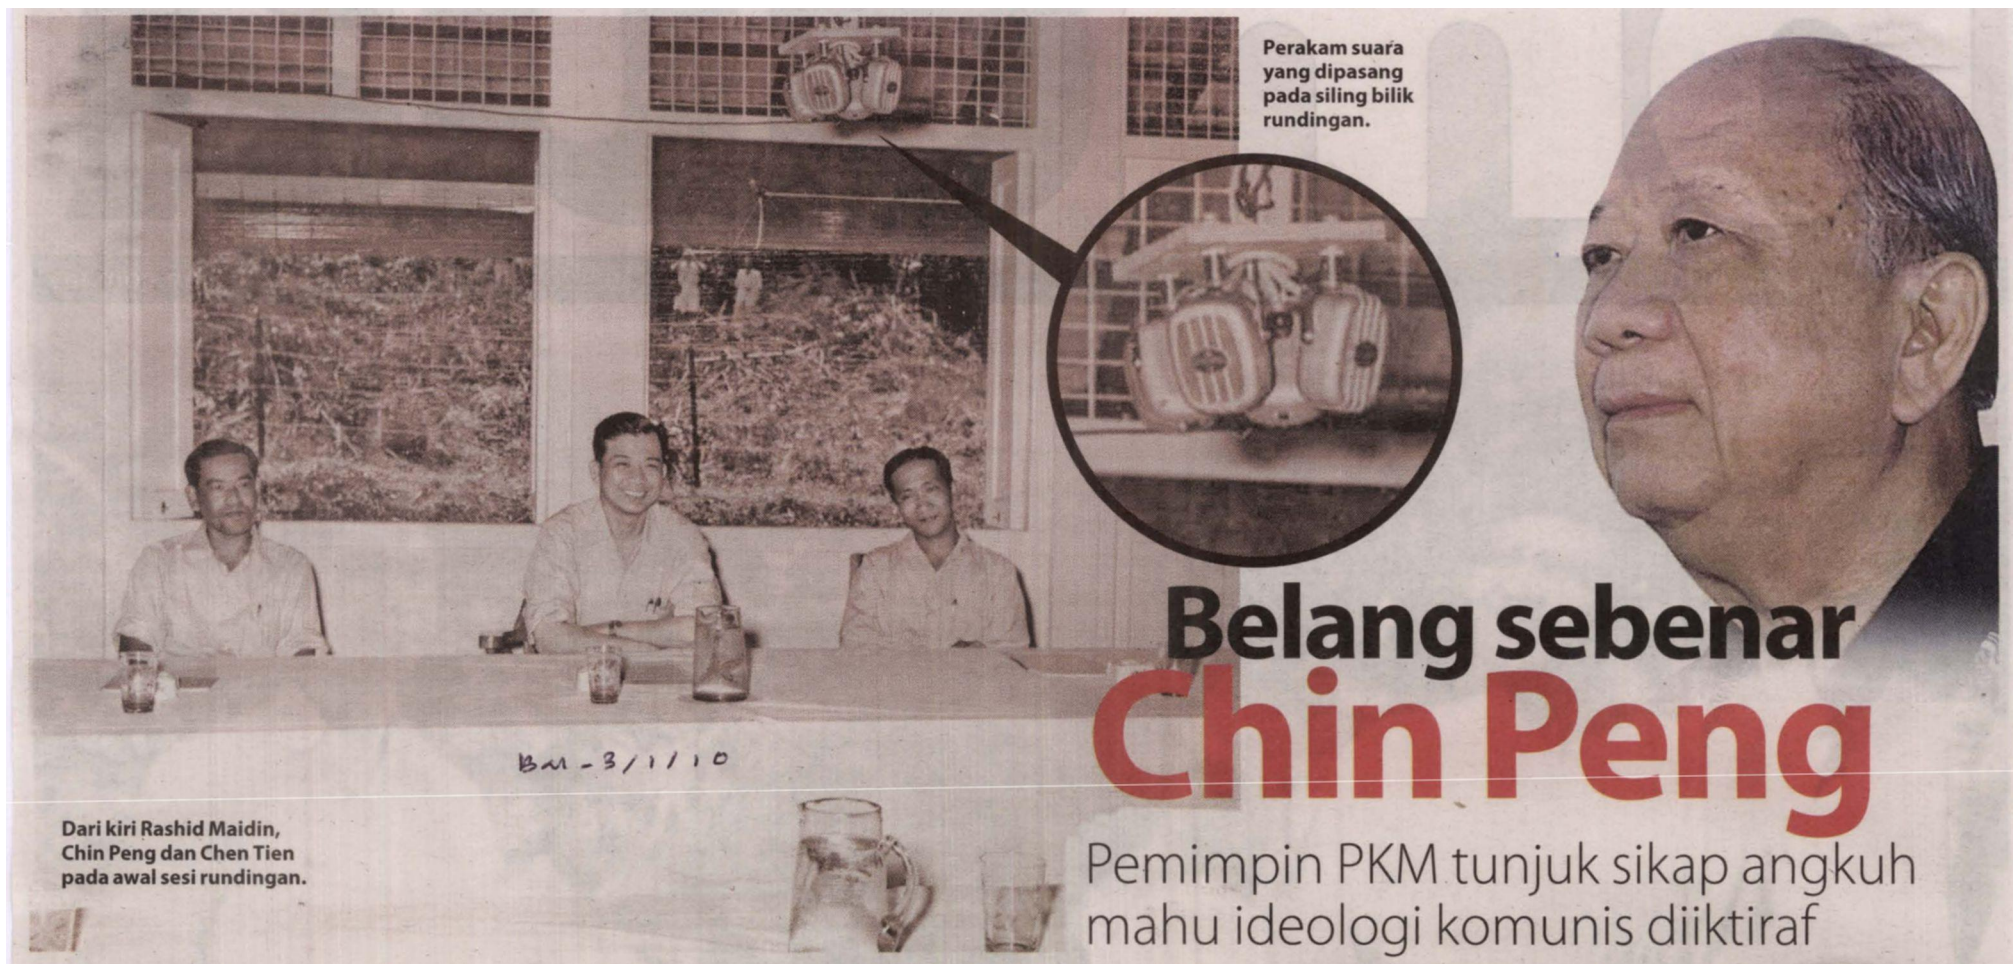 Perakam suara
yang dipasang
pada siling bilik
rundingan.
Belang sebenar
Chin Peng
BM - 3/1/10
Dari kiri Rashid Maidin,
Chin Peng dan Chen Tien
pada awal sesi rundingan.
Pemimpin PKM tunjuk sikap angkuh
mahu ideologi komunis diiktiraf